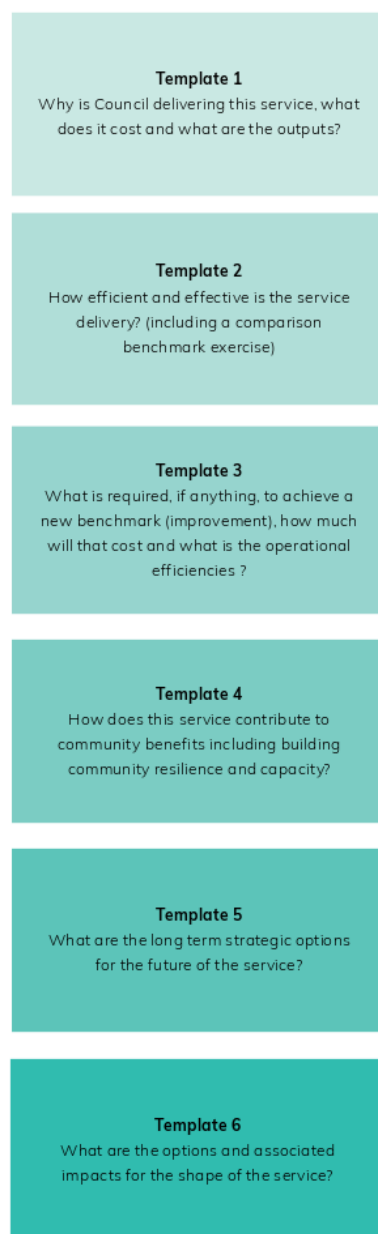 Template 1
Why is Council delivering this service, what
does it cost and what are the outputs?
Template 2
How efficient and effective is the service
delivery? (including a comparison
benchmark exercise)
Template 3
What is required, if anything, to achieve a
new benchmark (improvement), how much
will that cost and what is the operational
efficiencies ?
Template 4
How does this service contribute to
community benefits including building
community resilience and capacity?
Template 5
What are the long term strategic options
for the future of the service?
Template 6
What are the options and associated
impacts for the shape of the service?